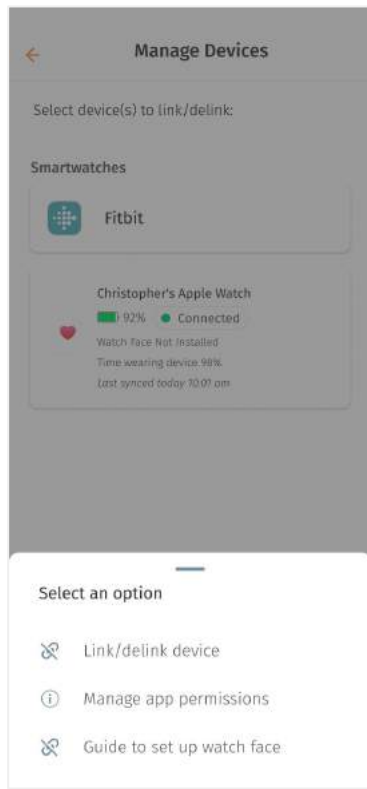 Manage Devices
Select device(s) to link/delink:
Smartwatches
Fitbit
Christopher's Apple Watch
92% Connected
Watch Face Not Installed
Time wearing device 98%
Last synced today 10:01 am
Select an option
Link/delink device
Manage app permissions
Guide to set up watch face